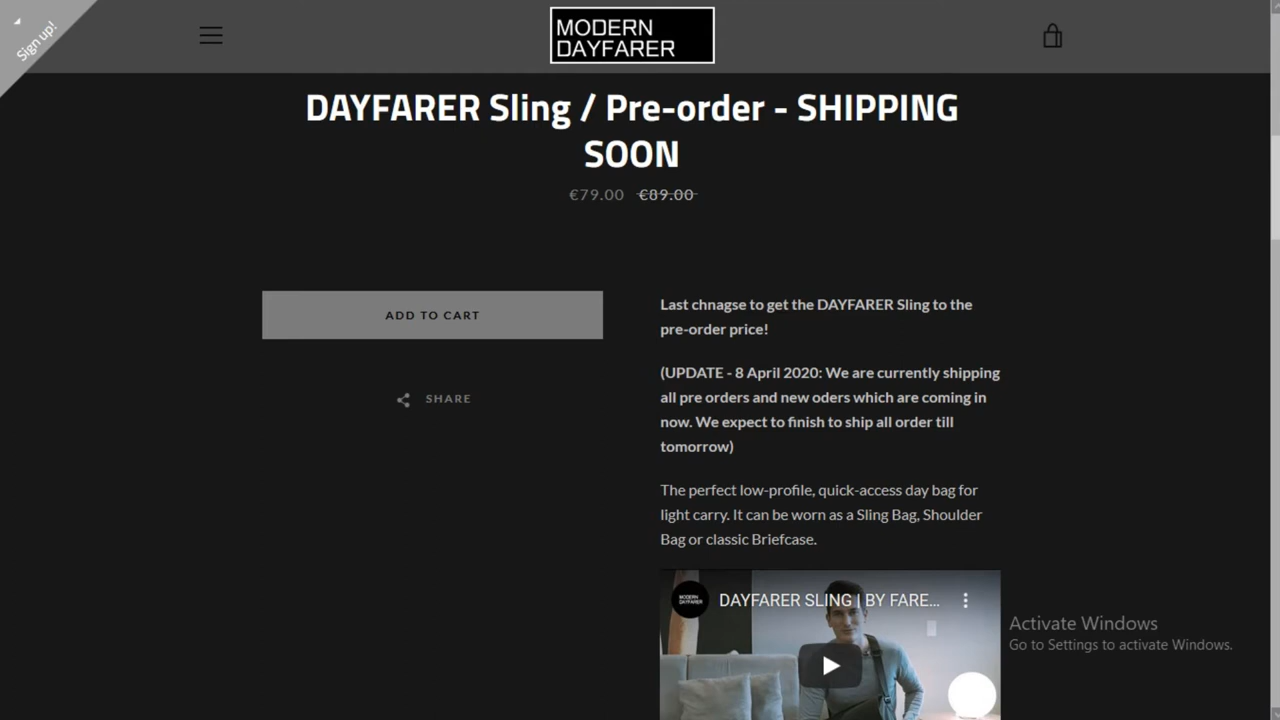 Sign up!
MODERN
DAYFARER
DAYFARER Sling / Pre-order - SHIPPING
SOON
€79.00 €89.00
ADD TO CART
SHARE
Last chnagse to get the DAYFARER Sling to the
pre-order price!
(UPDATE - 8 April 2020: We are currently shipping
all pre orders and new oders which are coming in
now. We expect to finish to ship all order till
tomorrow)
The perfect low-profile, quick-access day bag for
light carry. It can be worn as a Sling Bag, Shoulder
Bag or classic Briefcase.
MODERN
DAYFARER
DAYFARER SLING | BY FARE...
Activate Windows
Go to Settings to activate Windows.